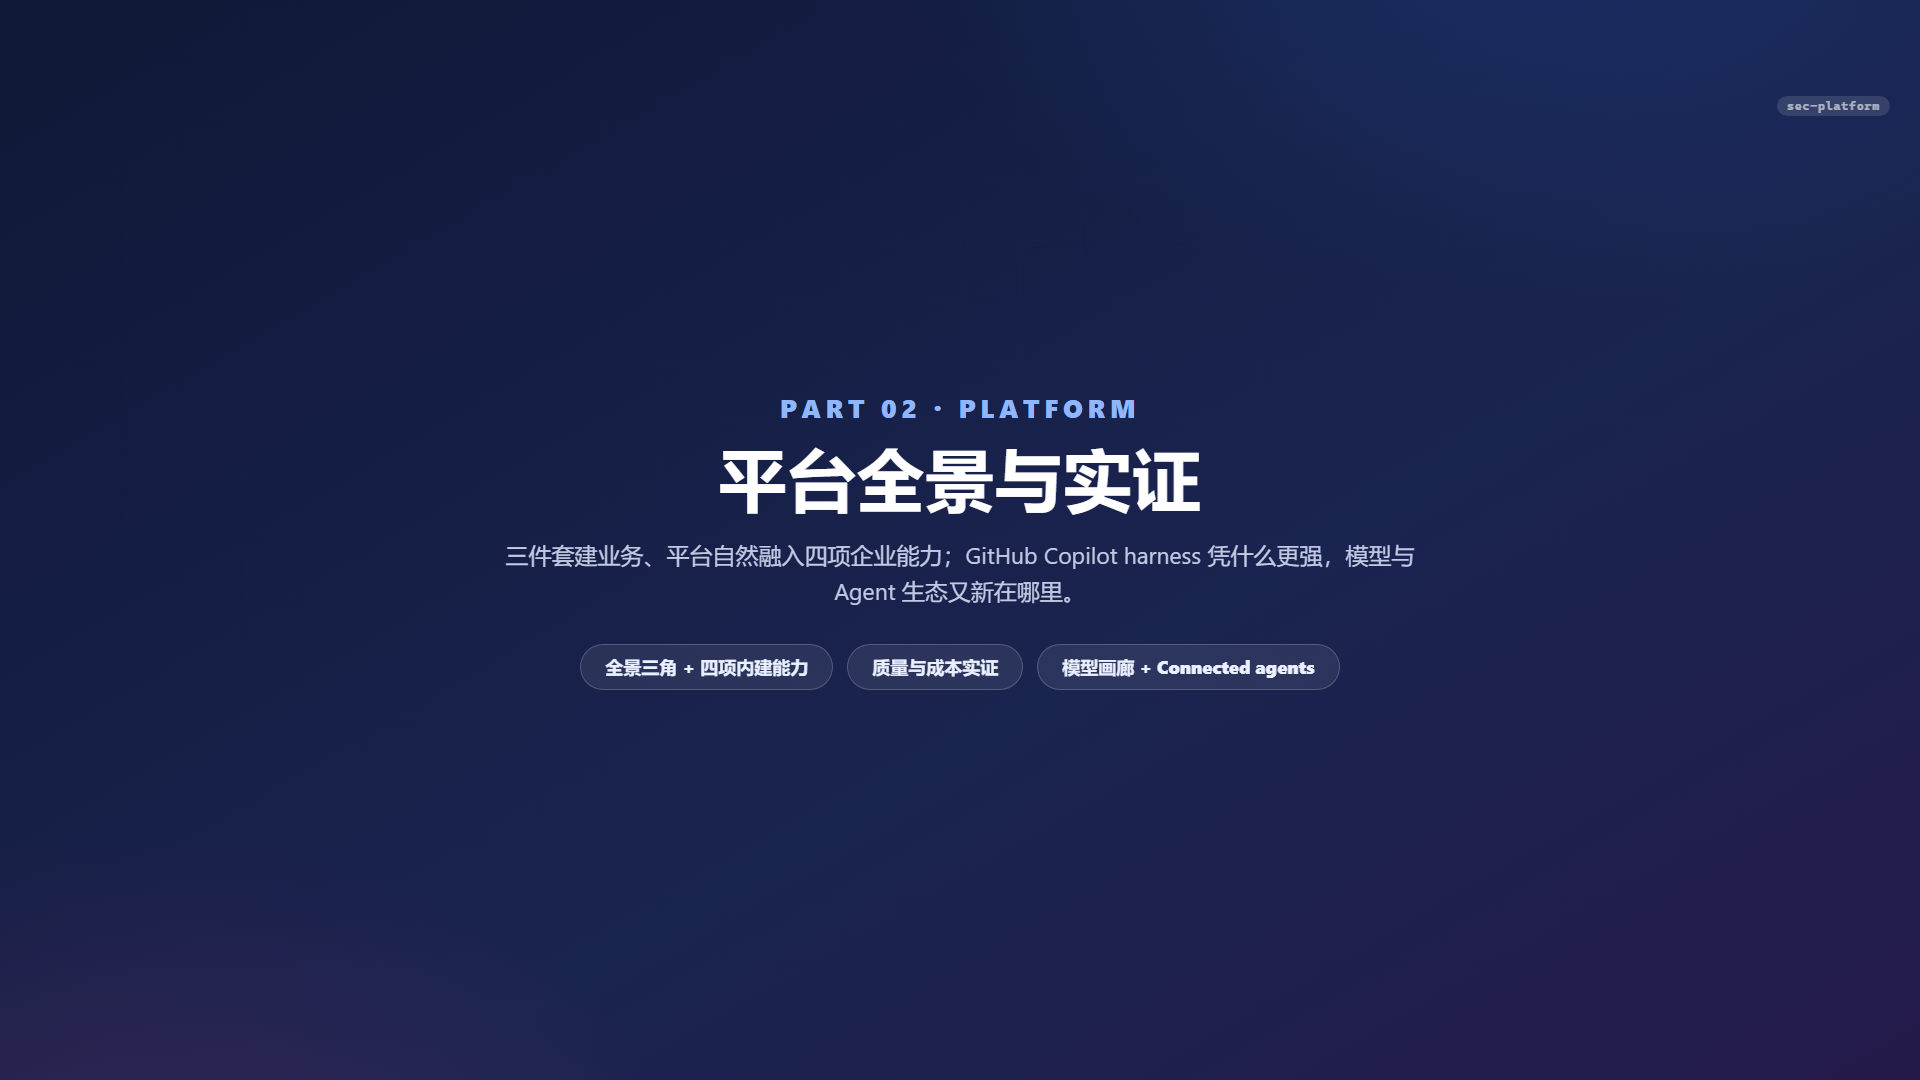 sec-platform
PART 02 · PLATFORM
平台全景与实证
三件套建业务、平台自然融入四项企业能力；GitHub Copilot harness 凭什么更强，模型与
Agent 生态又新在哪里。
全景三角 + 四项内建能力
质量与成本实证
模型画廊 + Connected agents